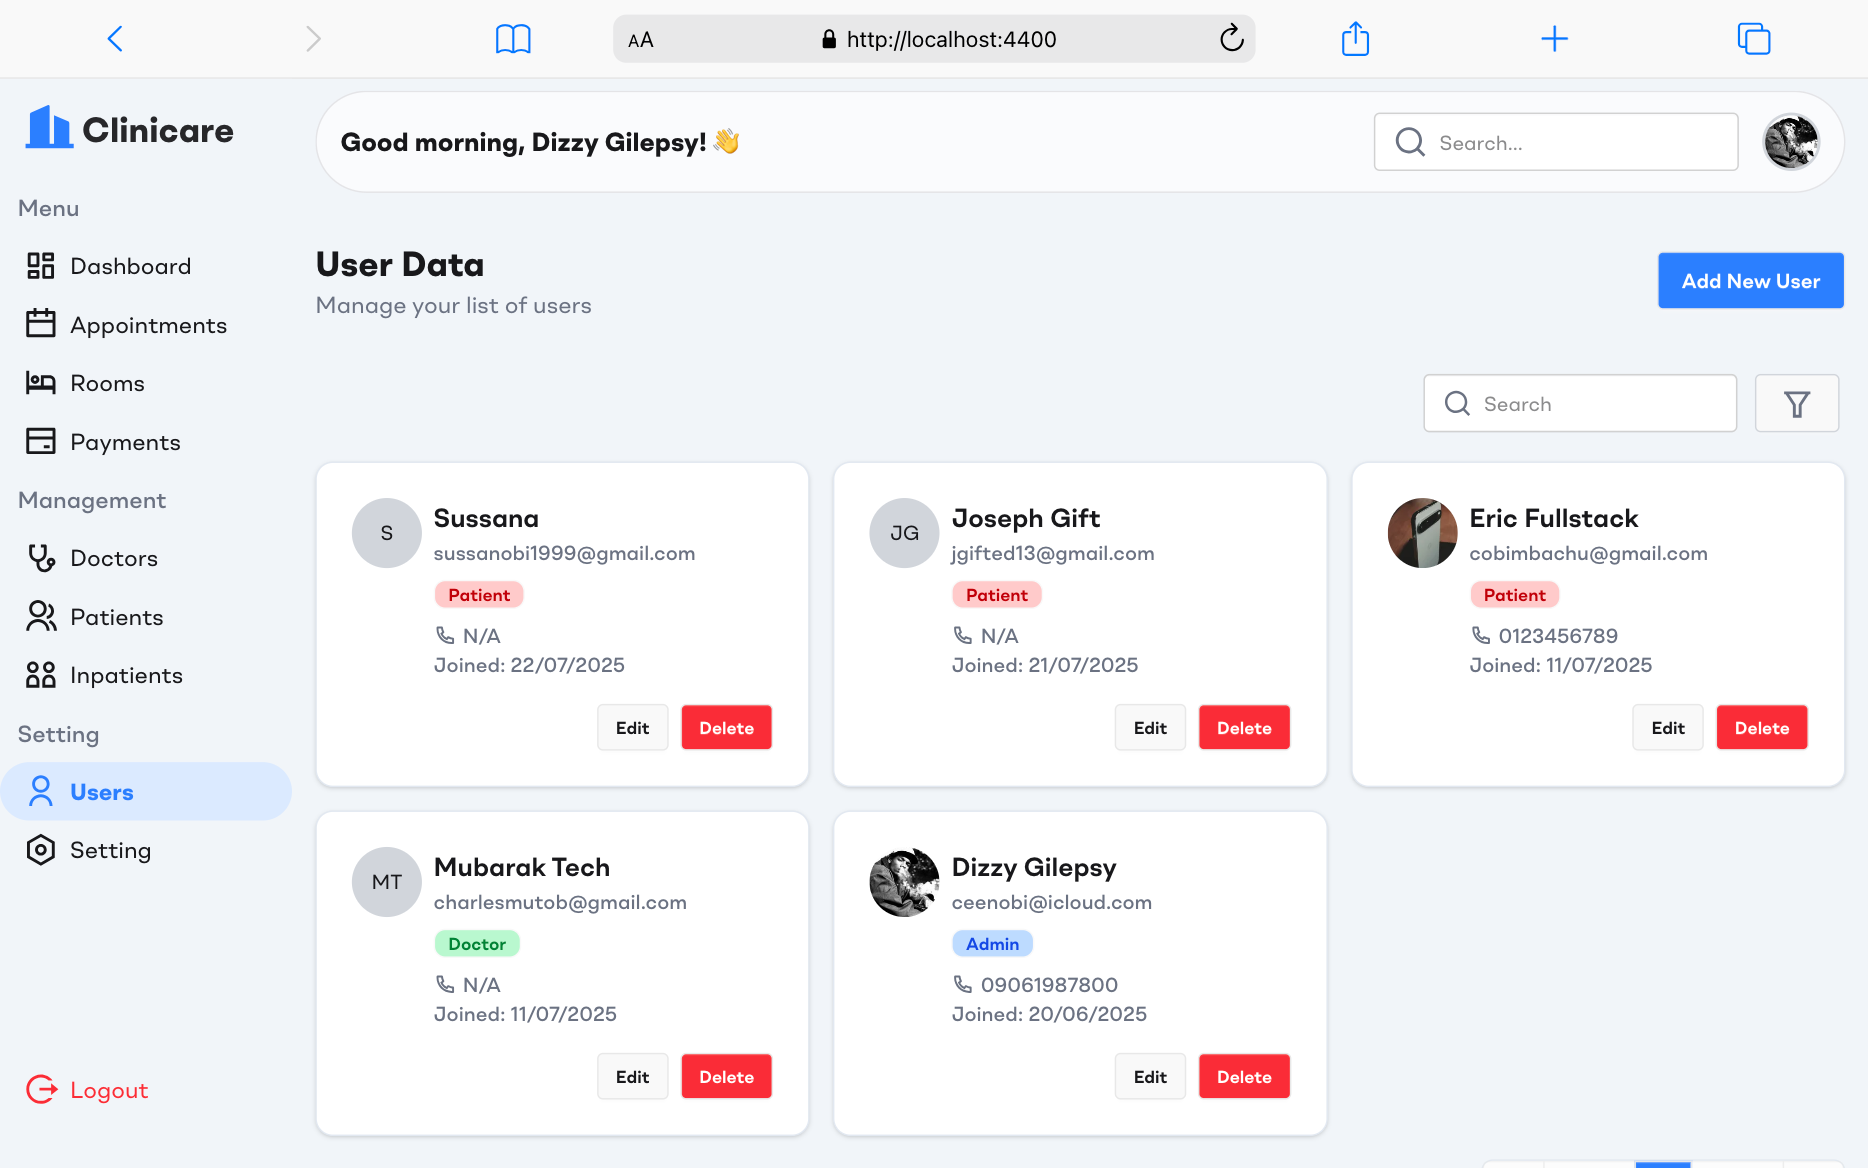 AA
http://localhost:4400
Clinicare
Good morning, Dizzy Gilepsy! 👋
Search...
Menu
Dashboard
Appointments
Rooms
Payments
Management
Doctors
Patients
Inpatients
Setting
Users
Setting
Logout
User Data
Manage your list of users
Add New User
Search
S
Sussana
sussanobi1999@gmail.com
Patient
N/A
Joined: 22/07/2025
Edit
Delete
JG
Joseph Gift
jgifted13@gmail.com
Patient
N/A
Joined: 21/07/2025
Edit
Delete
Eric Fullstack
cobimbachu@gmail.com
Patient
0123456789
Joined: 11/07/2025
Edit
Delete
MT
Mubarak Tech
charlesmutob@gmail.com
Doctor
N/A
Joined: 11/07/2025
Edit
Delete
Dizzy Gilepsy
ceenobi@icloud.com
Admin
09061987800
Joined: 20/06/2025
Edit
Delete